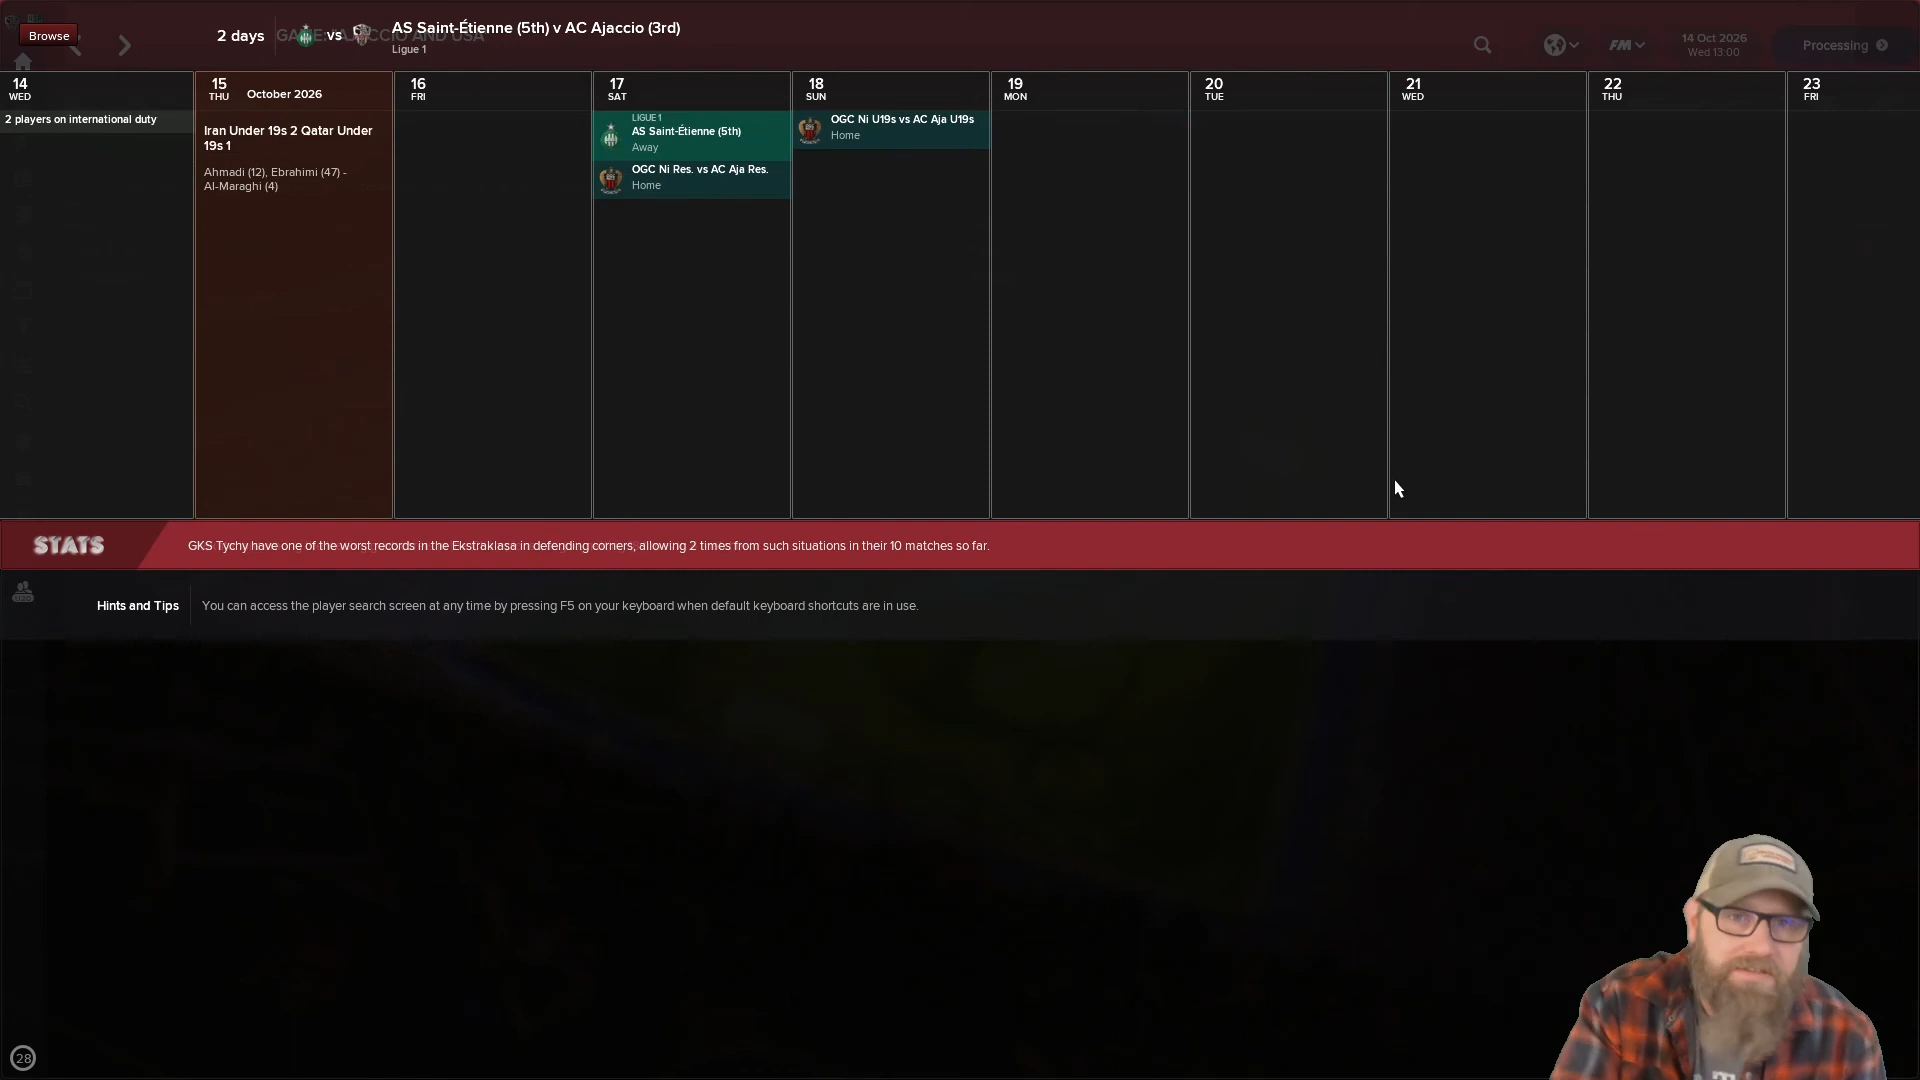 Browse
2 days
vs
AS Saint-Étienne (5th) v AC Ajaccio (3rd)
Ligue 1
FM
14 Oct 2026
Wed 13:00
Processing
14
WED
15
THU
October 2026
16
FRI
17
SAT
18
SUN
19
MON
20
TUE
21
WED
22
THU
23
FRI
2 players on international duty
Iran Under 19s 2 Qatar Under
19s 1
Ahmadi (12), Ebrahimi (47) -
Al-Maraghi (4)
LIGUE 1
AS Saint-Étienne (5th)
Away
OGC Ni Res. vs AC Aja Res.
Home
OGC Ni U19s vs AC Aja U19s
Home
STATS
GKS Tychy have one of the worst records in the Ekstraklasa in defending corners, allowing 2 times from such situations in their 10 matches so far.
Hints and Tips
You can access the player search screen at any time by pressing F5 on your keyboard when default keyboard shortcuts are in use.
28